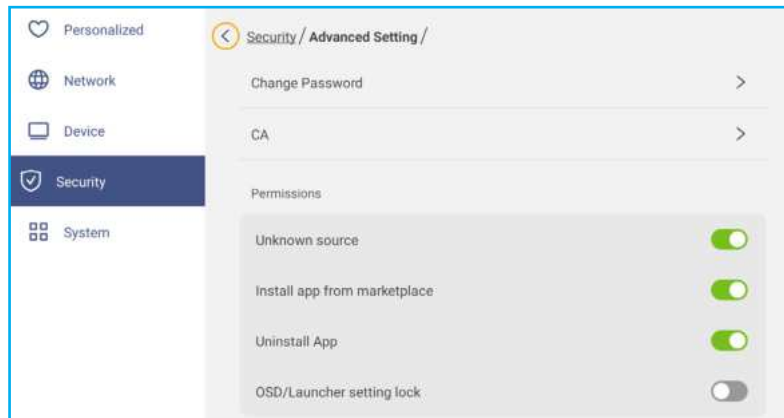 Personalized
Network
Device
Security
System
Security / Advanced Setting /
Change Password
CA
Permissions
Unknown source
Install app from marketplace
Uninstall App
OSD/Launcher setting lock